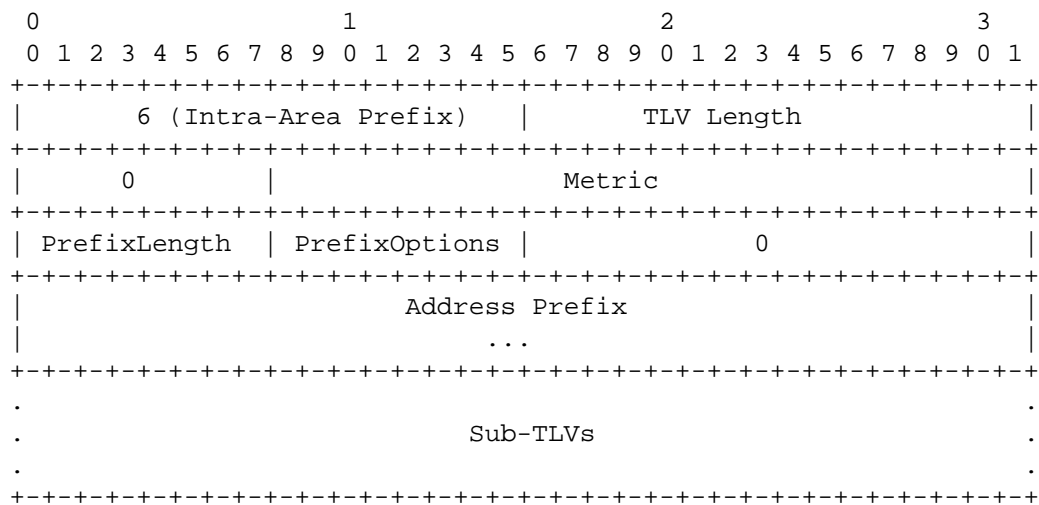 0                   1                   2                   3
 0 1 2 3 4 5 6 7 8 9 0 1 2 3 4 5 6 7 8 9 0 1 2 3 4 5 6 7 8 9 0 1
+-+-+-+-+-+-+-+-+-+-+-+-+-+-+-+-+-+-+-+-+-+-+-+-+-+-+-+-+-+-+-+-+
|       6 (Intra-Area Prefix)   |       TLV Length              |
+-+-+-+-+-+-+-+-+-+-+-+-+-+-+-+-+-+-+-+-+-+-+-+-+-+-+-+-+-+-+-+-+
|      0        |                  Metric                       |
+-+-+-+-+-+-+-+-+-+-+-+-+-+-+-+-+-+-+-+-+-+-+-+-+-+-+-+-+-+-+-+-+
| PrefixLength  | PrefixOptions |              0                |
+-+-+-+-+-+-+-+-+-+-+-+-+-+-+-+-+-+-+-+-+-+-+-+-+-+-+-+-+-+-+-+-+
|                        Address Prefix                         |
|                             ...                               |
+-+-+-+-+-+-+-+-+-+-+-+-+-+-+-+-+-+-+-+-+-+-+-+-+-+-+-+-+-+-+-+-+
.                                                               .
.                            Sub-TLVs                           .
.                                                               .
+-+-+-+-+-+-+-+-+-+-+-+-+-+-+-+-+-+-+-+-+-+-+-+-+-+-+-+-+-+-+-+-+